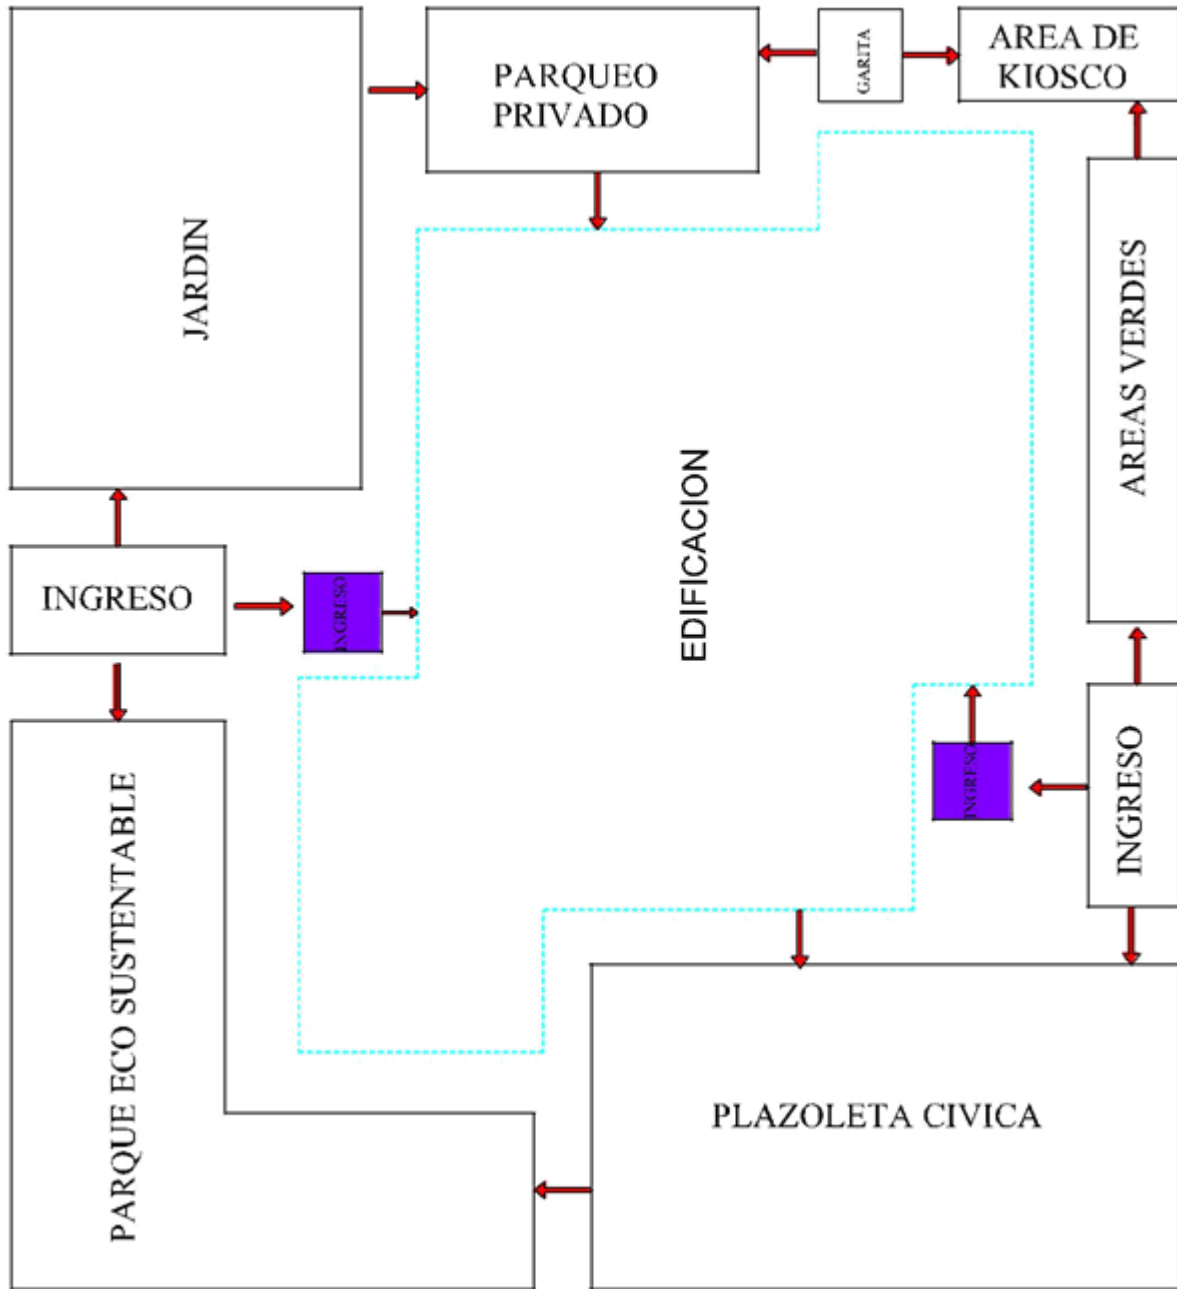 GARITA
AREA DE
KIOSCO
PARQUEO
PRIVADO
JARDIN
AREAS VERDES
EDIFICACION
INGRESO
INGRESO
INGRESO
INGRESO
PARQUE ECO SUSTENTABLE
PLAZOLETA CIVICA